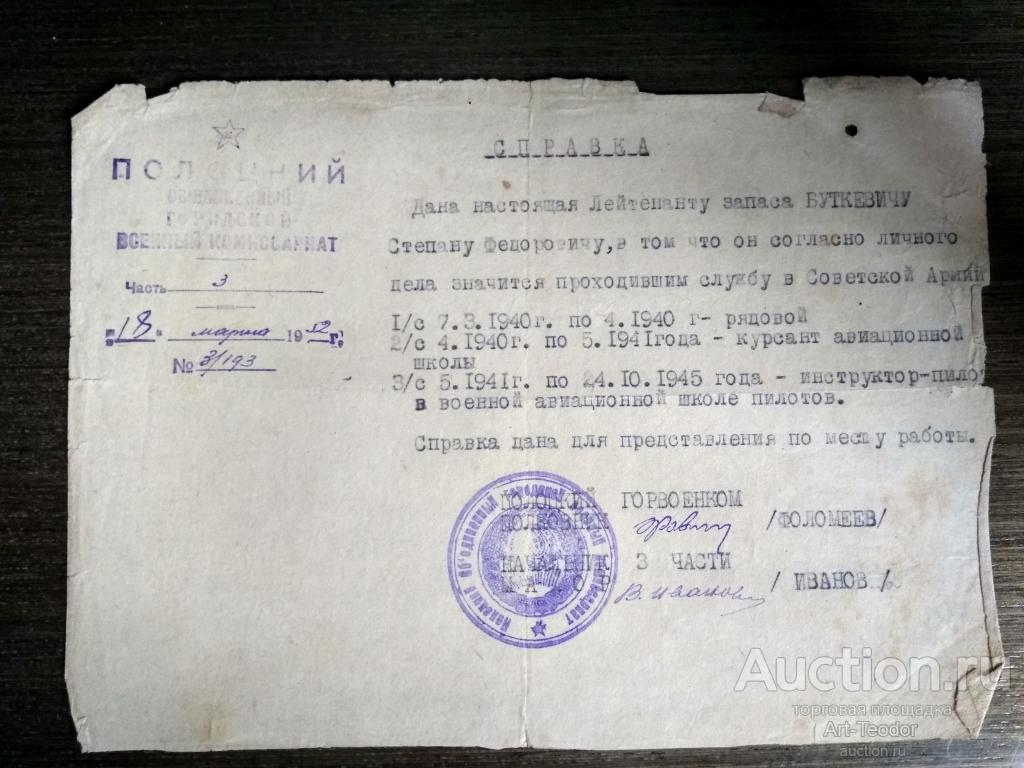 ПОЛОЦКИЙ
ОБЪЕДИНЕННЫЙ
ГОРОДСКОЙ
ВОЕННЫЙ КОМИССАРИАТ
Часть 3
"18" марта 1952 г.
№ 3/193
СПРАВКА
Дана настоящая Лейтенанту запаса БУТКЕВИЧУ
Степану Федоровичу, в том что он согласно личного
дела значится проходившим службу в Советской Армии
1/с 7.3.1940г. по 4.1940 г- рядовой
2/с 4.1940г. по 5.1941года - курсант авиационной
школы
3/с 5.1941г. по 24.10.1945 года - инструктор-пило
в военной авиационной школе пилотов.
Справка дана для представления по месту работы.
ПОЛОЦКИЙ ГОРВОЕНКОМ
ПОЛКОВНИК /ФОЛОМЕЕВ/
НАЧАЛЬНИК 3 ЧАСТИ
МАЙОР В.Иванов / ИВАНОВ /
Auction.ru
торговая площадка
Art-Teodor
auction.ru